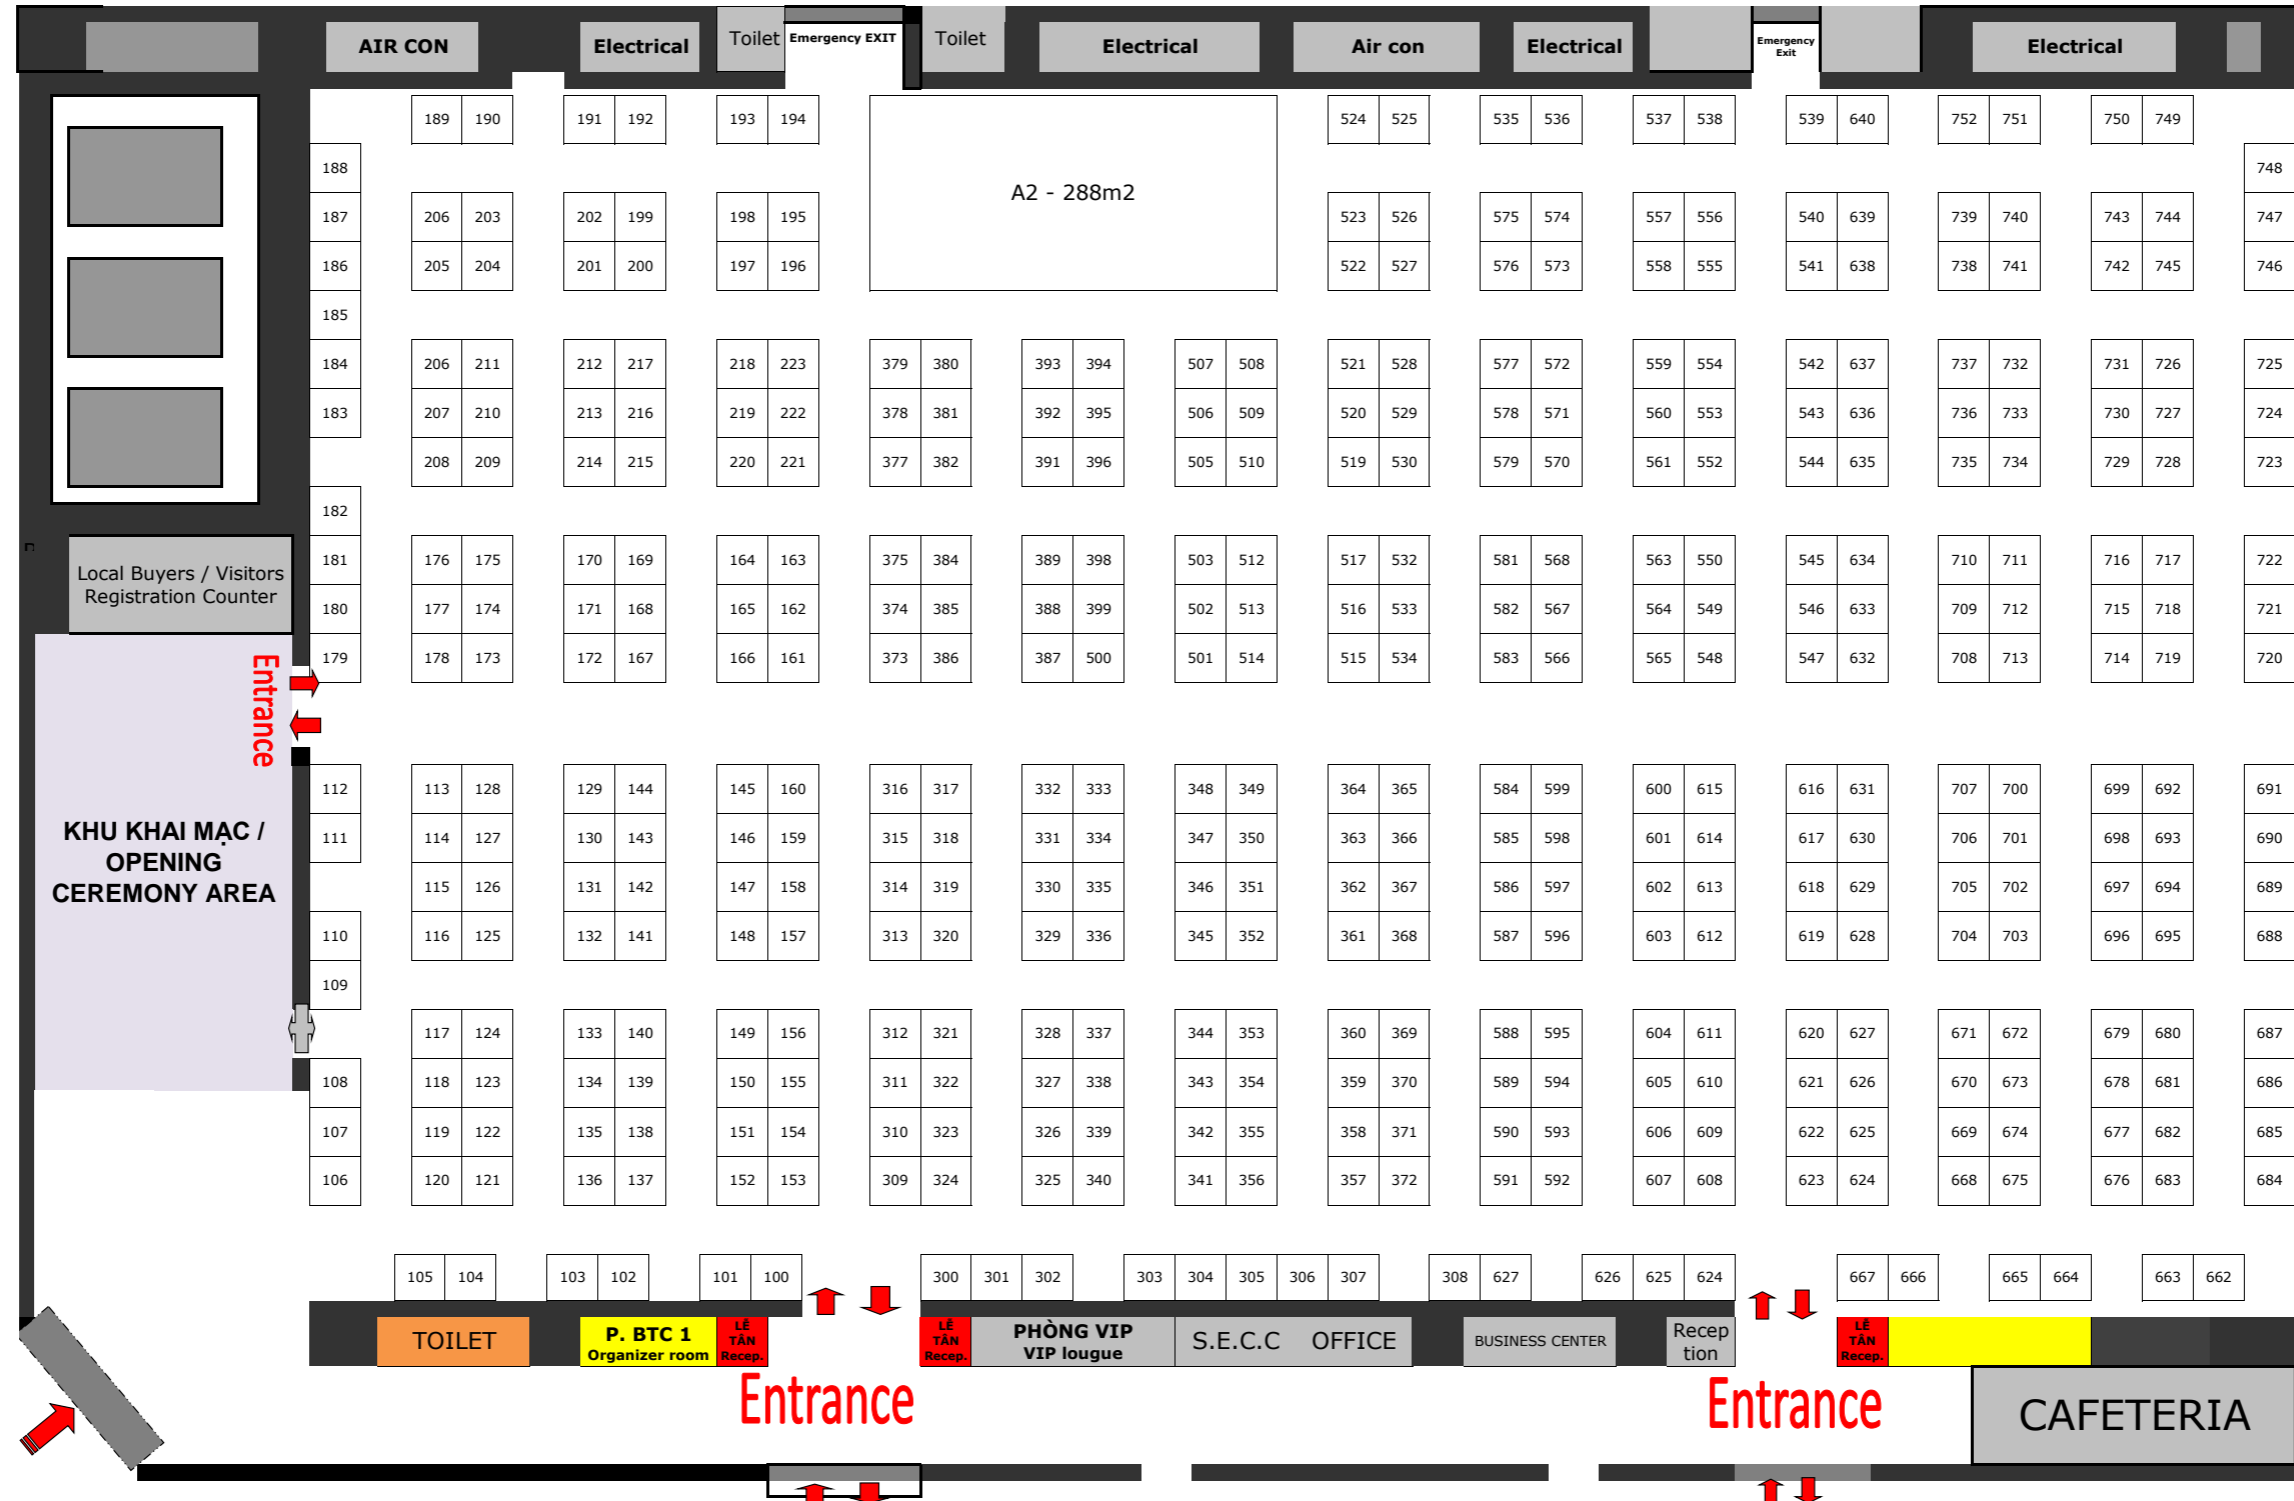 AIR CON Electrical Toilet Emergency EXIT Toilet Electrical Air con Electrical Emergency Exit Electrical
189 190 191 192 193 194 524 525 535 536 537 538 539 640 752 751 750 749
188 748
A2 - 288m2
187 206 203 202 199 198 195 523 526 575 574 557 556 540 639 739 740 743 744 747
186 205 204 201 200 197 196 522 527 576 573 558 555 541 638 738 741 742 745 746
185
184 206 211 212 217 218 223 379 380 393 394 507 508 521 528 577 572 559 554 542 637 737 732 731 726 725
183 207 210 213 216 219 222 378 381 392 395 506 509 520 529 578 571 560 553 543 636 736 733 730 727 724
208 209 214 215 220 221 377 382 391 396 505 510 519 530 579 570 561 552 544 635 735 734 729 728 723
182
Local Buyers / Visitors
Registration Counter
181 176 175 170 169 164 163 375 384 389 398 503 512 517 532 581 568 563 550 545 634 710 711 716 717 722
180 177 174 171 168 165 162 374 385 388 399 502 513 516 533 582 567 564 549 546 633 709 712 715 718 721
179 178 173 172 167 166 161 373 386 387 500 501 514 515 534 583 566 565 548 547 632 708 713 714 719 720
Entrance
KHU KHAI MẠC /
OPENING
CEREMONY AREA
112 113 128 129 144 145 160 316 317 332 333 348 349 364 365 584 599 600 615 616 631 707 700 699 692 691
111 114 127 130 143 146 159 315 318 331 334 347 350 363 366 585 598 601 614 617 630 706 701 698 693 690
115 126 131 142 147 158 314 319 330 335 346 351 362 367 586 597 602 613 618 629 705 702 697 694 689
110 116 125 132 141 148 157 313 320 329 336 345 352 361 368 587 596 603 612 619 628 704 703 696 695 688
109
117 124 133 140 149 156 312 321 328 337 344 353 360 369 588 595 604 611 620 627 671 672 679 680 687
108 118 123 134 139 150 155 311 322 327 338 343 354 359 370 589 594 605 610 621 626 670 673 678 681 686
107 119 122 135 138 151 154 310 323 326 339 342 355 358 371 590 593 606 609 622 625 669 674 677 682 685
106 120 121 136 137 152 153 309 324 325 340 341 356 357 372 591 592 607 608 623 624 668 675 676 683 684
105 104 103 102 101 100 300 301 302 303 304 305 306 307 308 627 626 625 624 667 666 665 664 663 662
TOILET
P. BTC 1
Organizer room
LỄ
TÂN
Recep.
LỄ
TÂN
Recep.
PHÒNG VIP
VIP lougue
S.E.C.C OFFICE
BUSINESS CENTER
Recep
tion
LỄ
TÂN
Recep.
Entrance
Entrance
CAFETERIA